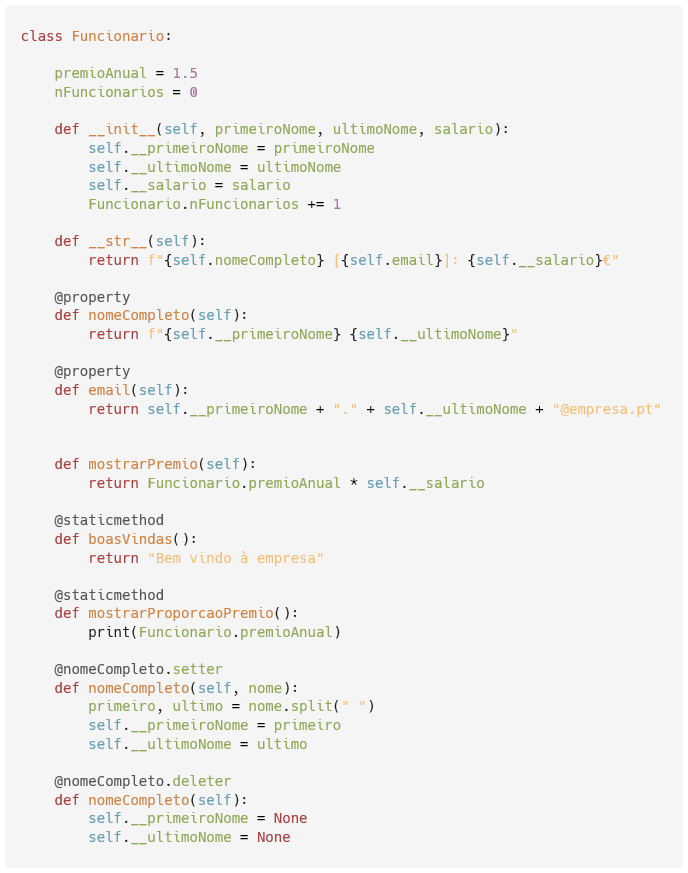 class Funcionario:

    premioAnual = 1.5
    nFuncionarios = 0

    def __init__(self, primeiroNome, ultimoNome, salario):
        self.__primeiroNome = primeiroNome
        self.__ultimoNome = ultimoNome
        self.__salario = salario
        Funcionario.nFuncionarios += 1

    def __str__(self):
        return f"{self.nomeCompleto} [{self.email}]: {self.__salario}€"

    @property
    def nomeCompleto(self):
        return f"{self.__primeiroNome} {self.__ultimoNome}"

    @property
    def email(self):
        return self.__primeiroNome + "." + self.__ultimoNome + "@empresa.pt"


    def mostrarPremio(self):
        return Funcionario.premioAnual * self.__salario

    @staticmethod
    def boasVindas():
        return "Bem vindo à empresa"

    @staticmethod
    def mostrarProporcaoPremio():
        print(Funcionario.premioAnual)

    @nomeCompleto.setter
    def nomeCompleto(self, nome):
        primeiro, ultimo = nome.split(" ")
        self.__primeiroNome = primeiro
        self.__ultimoNome = ultimo

    @nomeCompleto.deleter
    def nomeCompleto(self):
        self.__primeiroNome = None
        self.__ultimoNome = None